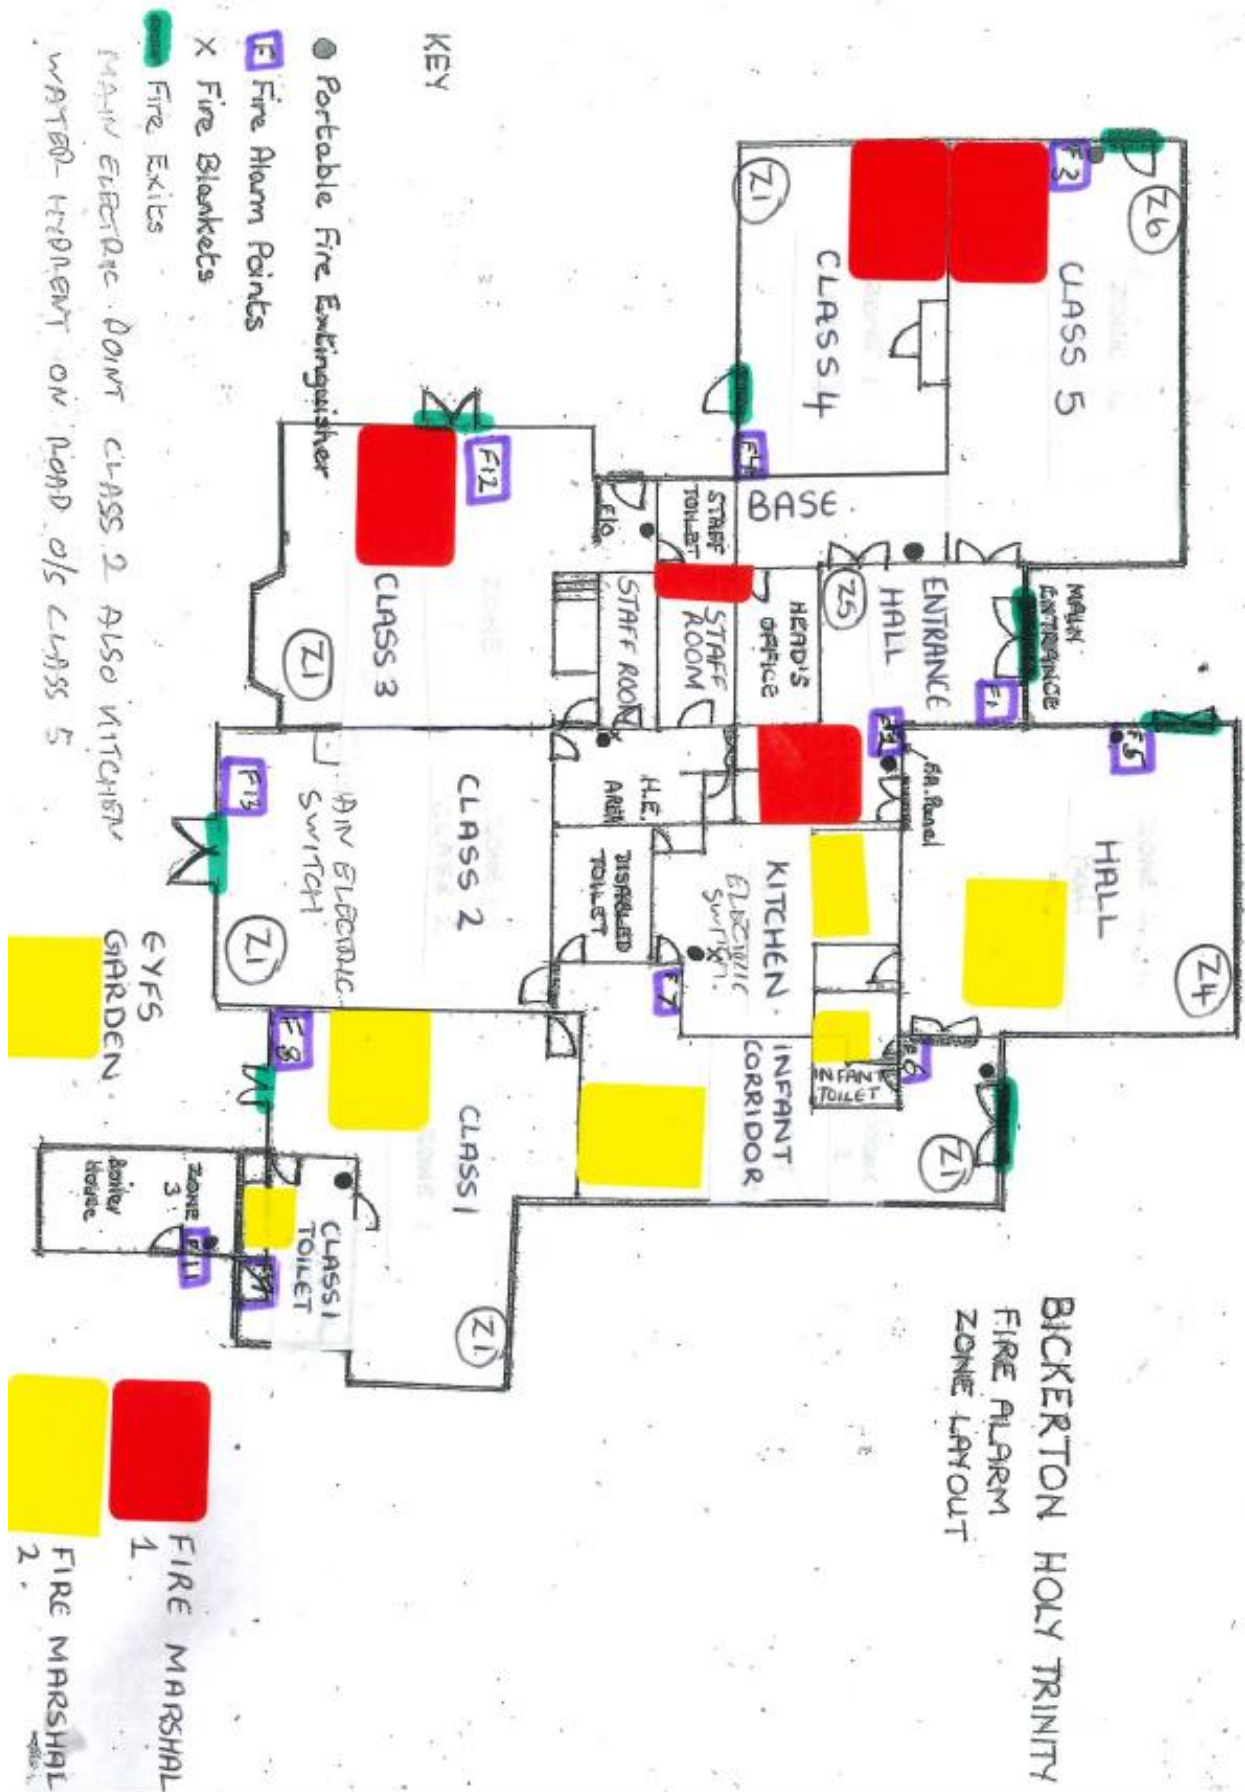 BICKERTON HOLY TRINITY
FIRE ALARM
ZONE LAYOUT
Z6
F3
CLASS 5
Z1
CLASS 4
F4
BASE
MAIN
ENTRANCE
F1
ENTRANCE
HALL
Z5
HEAD'S
OFFICE
STAFF
TOILET
STAFF
ROOM
STAFF ROOM
F/O
F12
CLASS 3
Z1
F5
HALL
Z4
F2
F.A. Panel
KITCHEN
ELECTRIC
SWITCH.
H.E.
AREA
DISABLED
TOILET
F7
F6
INFANT
TOILET
INFANT
CORRIDOR
Z1
CLASS 2
MAIN ELECTRIC
SWITCH
F13
Z1
F8
CLASS 1
Z1
CLASS 1
TOILET
ZONE
3.
F11
Boiler
House
EYFS
GARDEN.
KEY
Portable Fire Extinguisher
F Fire Alarm Points
X Fire Blankets
Fire Exits
MAIN ELECTRIC POINT CLASS 2 ALSO KITCHEN
WATER HYDRENT ON ROAD O/S CLASS 5
FIRE MARSHAL
1
FIRE MARSHAL
2.